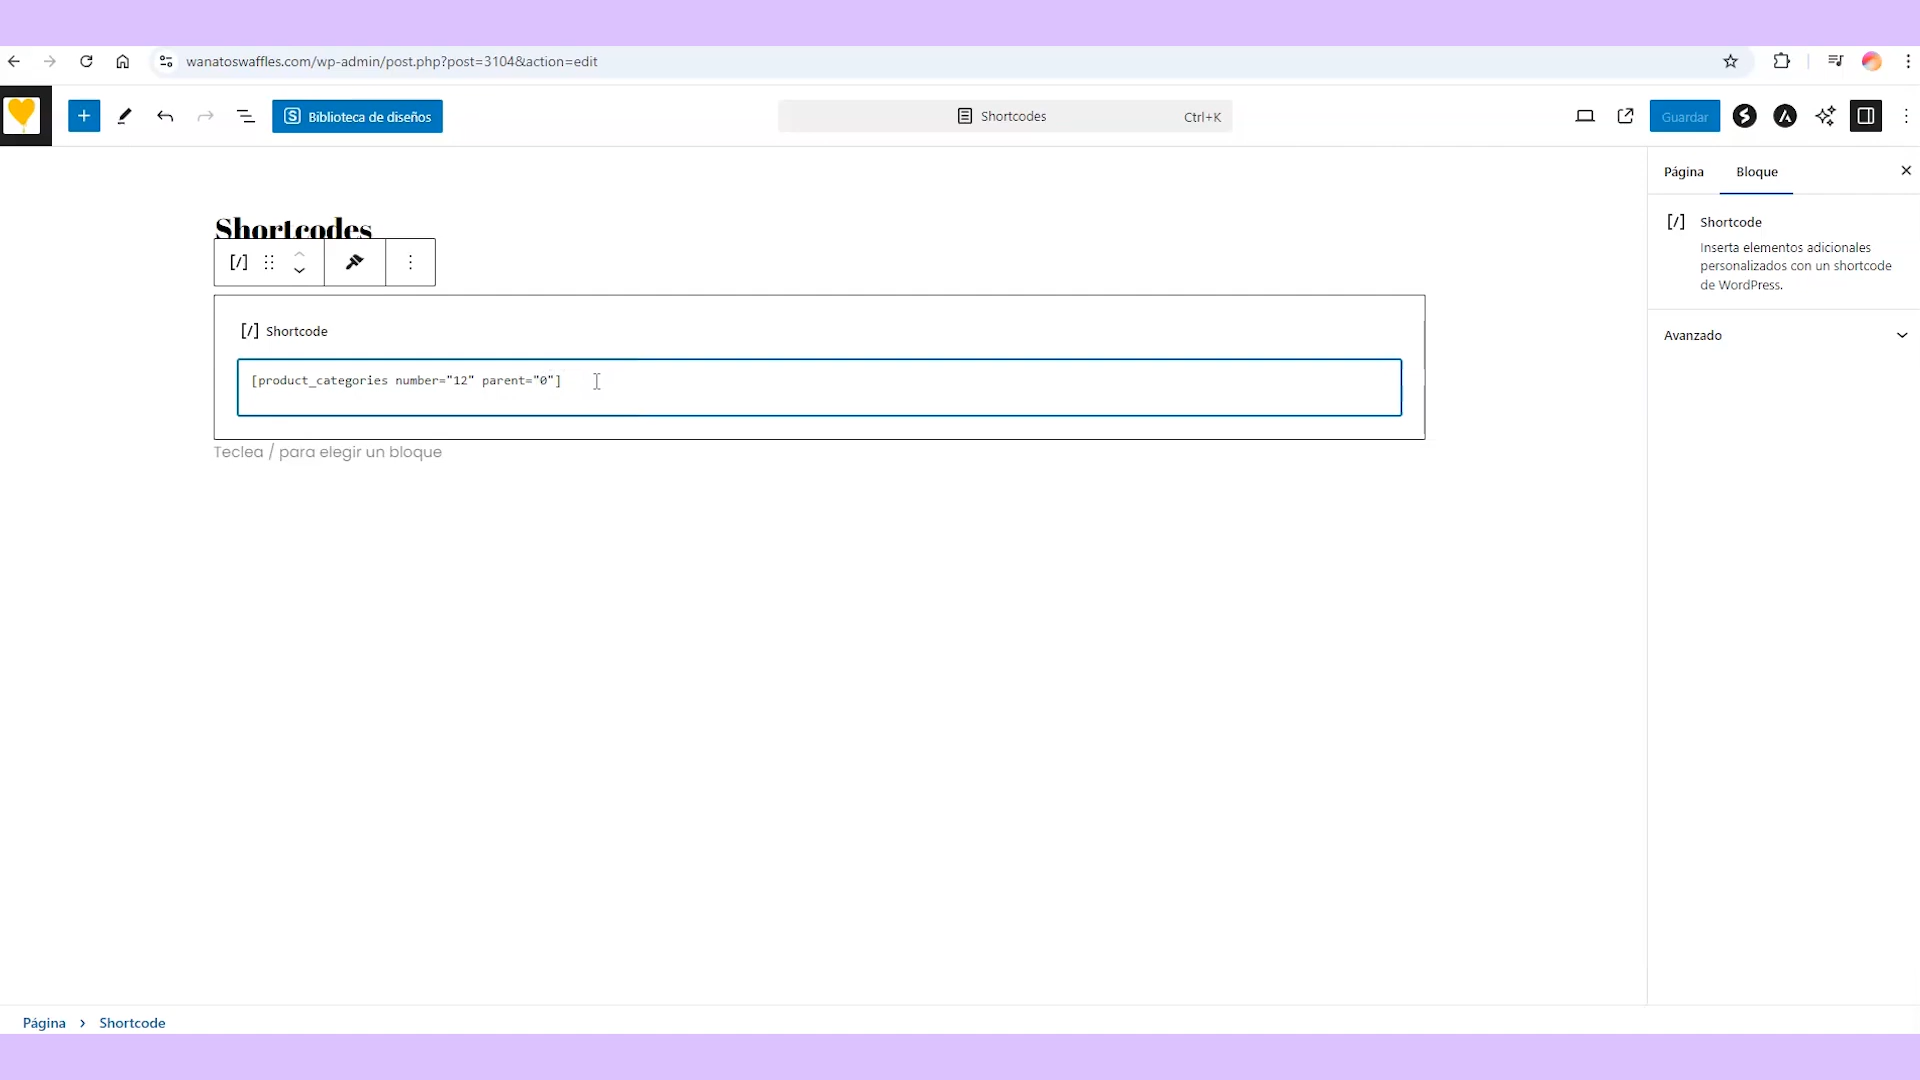 wanatoswaffles.com/wp-admin/post.php?post=3104&action=edit
Biblioteca de diseños
Shortcodes
Ctrl+K
Guardar
Página
Bloque
[/] Shortcode
Inserta elementos adicionales
personalizados con un shortcode
de WordPress.
Avanzado
Shortcodes
[/]
[/] Shortcode
[product_categories number="12" parent="0"]
Teclea / para elegir un bloque
Página > Shortcode